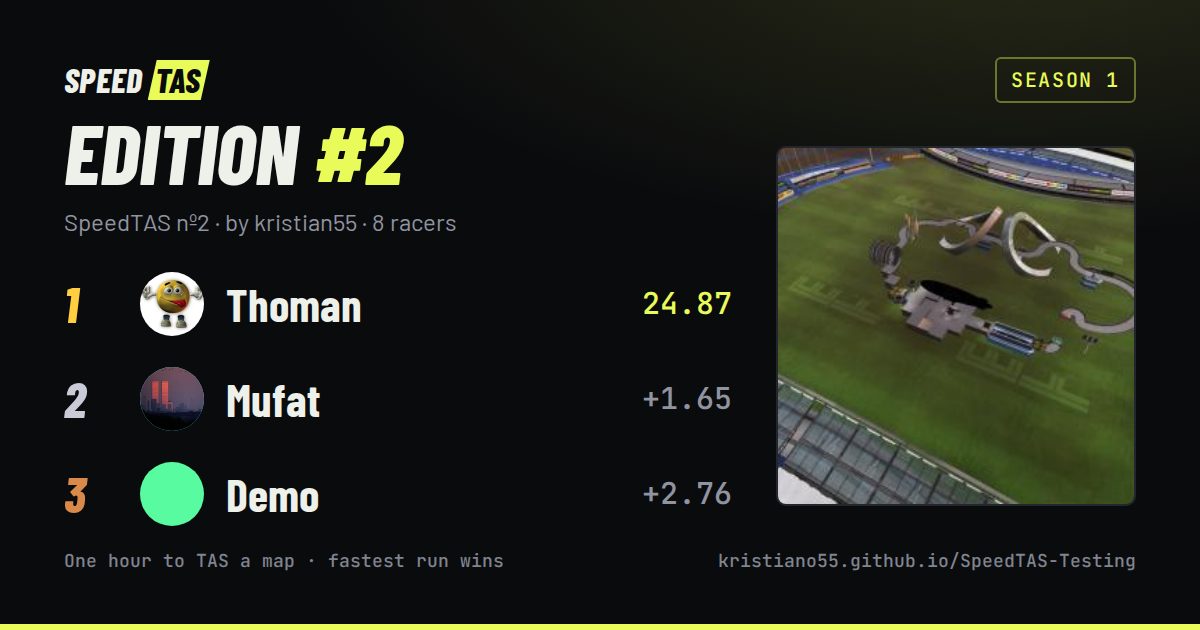 SPEED TAS
SEASON 1
EDITION #2
SpeedTAS nº2 · by kristian55 · 8 racers
1 Thoman 24.87
2 Mufat +1.65
3 Demo +2.76
One hour to TAS a map · fastest run wins
kristiano55.github.io/SpeedTAS-Testing